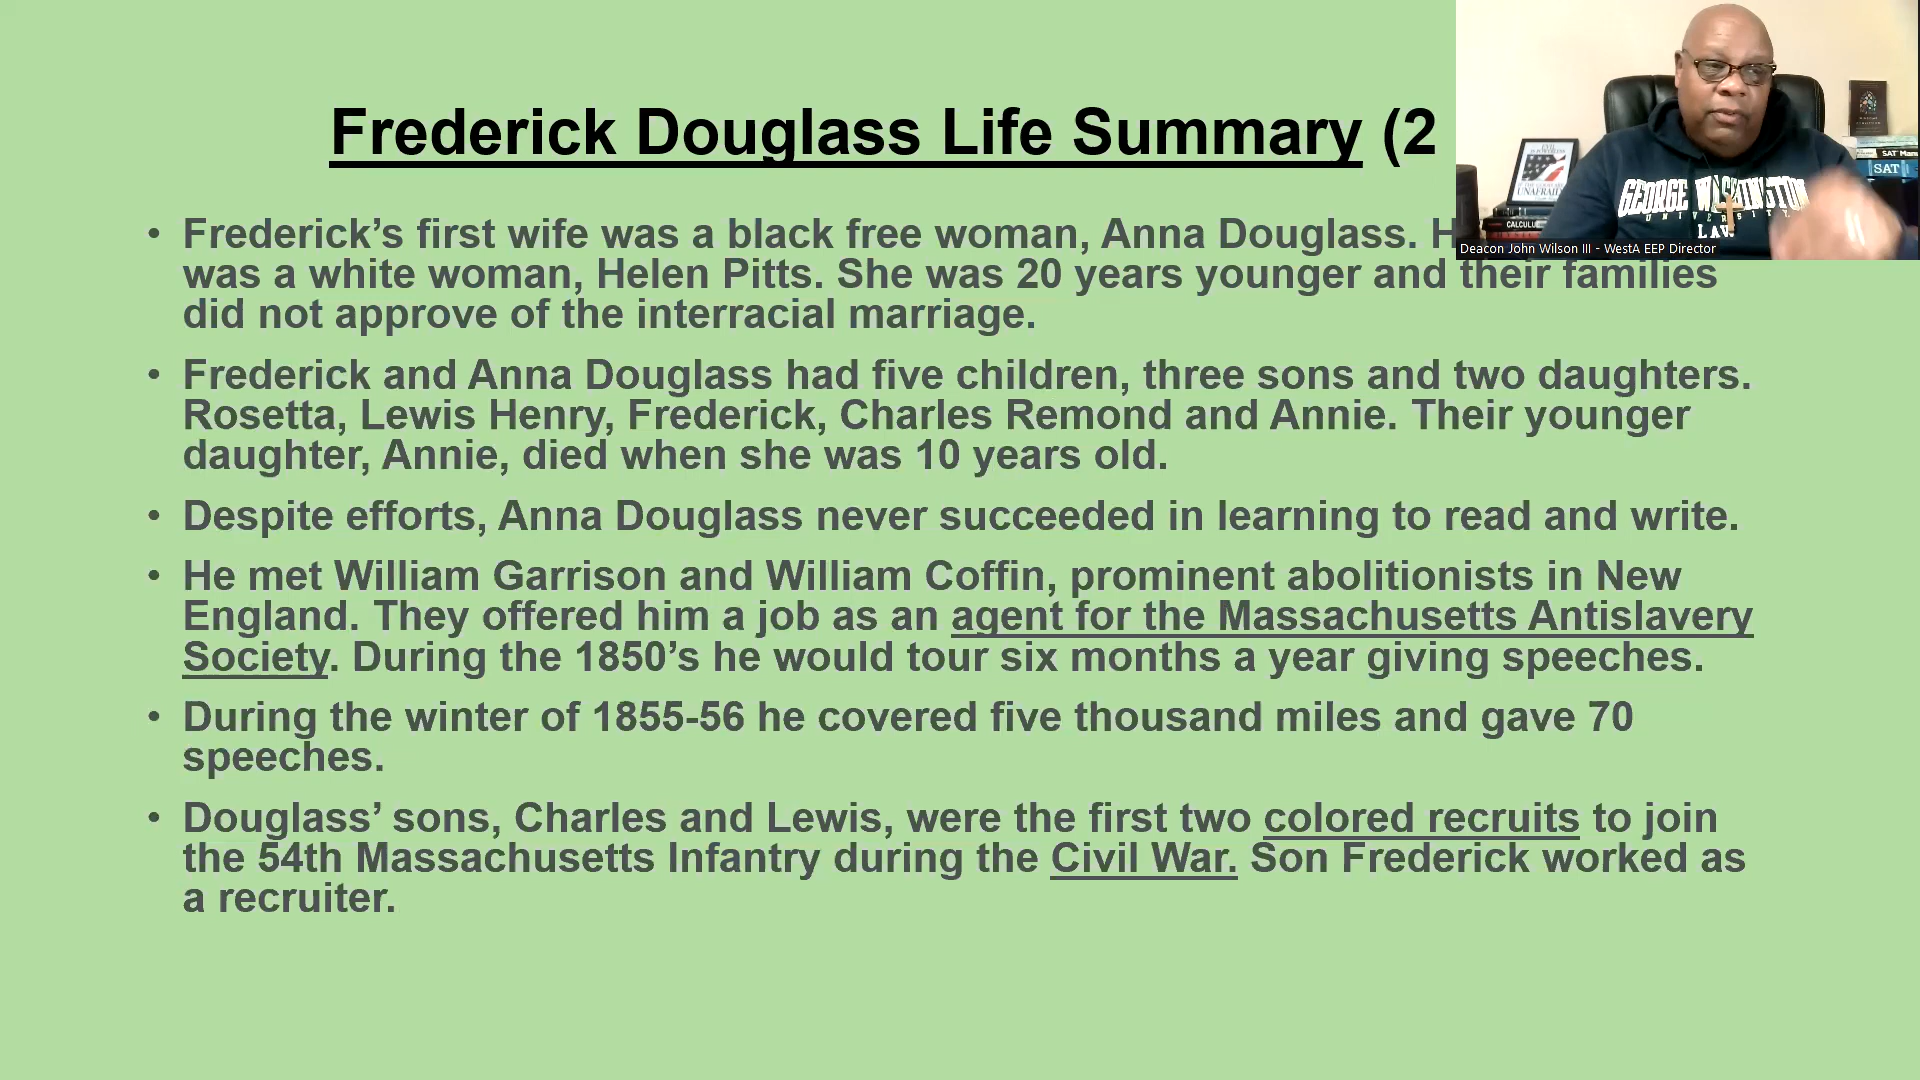 Frederick Douglass Life Summary (2
• Frederick’s first wife was a black free woman, Anna Douglass. H
was a white woman, Helen Pitts. She was 20 years younger and their families
did not approve of the interracial marriage.
• Frederick and Anna Douglass had five children, three sons and two daughters.
Rosetta, Lewis Henry, Frederick, Charles Remond and Annie. Their younger
daughter, Annie, died when she was 10 years old.
• Despite efforts, Anna Douglass never succeeded in learning to read and write.
• He met William Garrison and William Coffin, prominent abolitionists in New
England. They offered him a job as an agent for the Massachusetts Antislavery
Society. During the 1850’s he would tour six months a year giving speeches.
• During the winter of 1855-56 he covered five thousand miles and gave 70
speeches.
• Douglass’ sons, Charles and Lewis, were the first two colored recruits to join
the 54th Massachusetts Infantry during the Civil War. Son Frederick worked as
a recruiter.
GEORGE WASHINGTON
UNIVERSITY
LAW
Deacon John Wilson III - WestA EEP Director
SAT
UNAFRAID